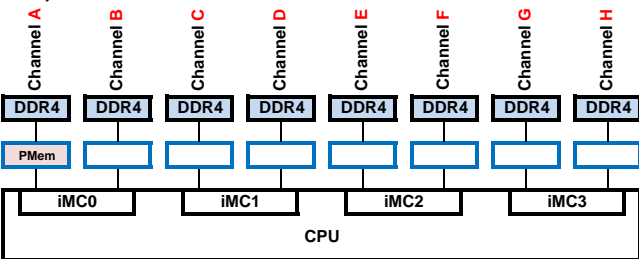 Channel A
Channel B
Channel C
Channel D
Channel E
Channel F
Channel G
Channel H
DDR4 DDR4 DDR4 DDR4 DDR4 DDR4 DDR4 DDR4
PMem
iMC0 iMC1 iMC2 iMC3
CPU